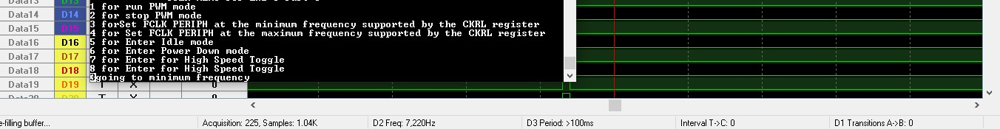 Data13 D13
1 for run PWM mode
Data14 D14
2 for stop PWM mode
3 forSet FCLK PERIPH at the minimum frequency supported by the CKRL register
Data15 D15
4 for Set FCLK PERIPH at the maximum frequency supported by the CKRL register
Data16 D16
5 for Enter Idle mode
6 for Enter Power Down mode
Data17 D17
7 for Enter for High Speed Toggle
Data18 D18
8 for Enter for High Speed Toggle
going to minimum frequency
Data19 D19 X 0
e-filling buffer... Acquisition: 225, Samples: 1.04K D2 Freq: 7,220Hz D3 Period: >100ms Interval T->C: 0 D1 Transitions A->B: 0